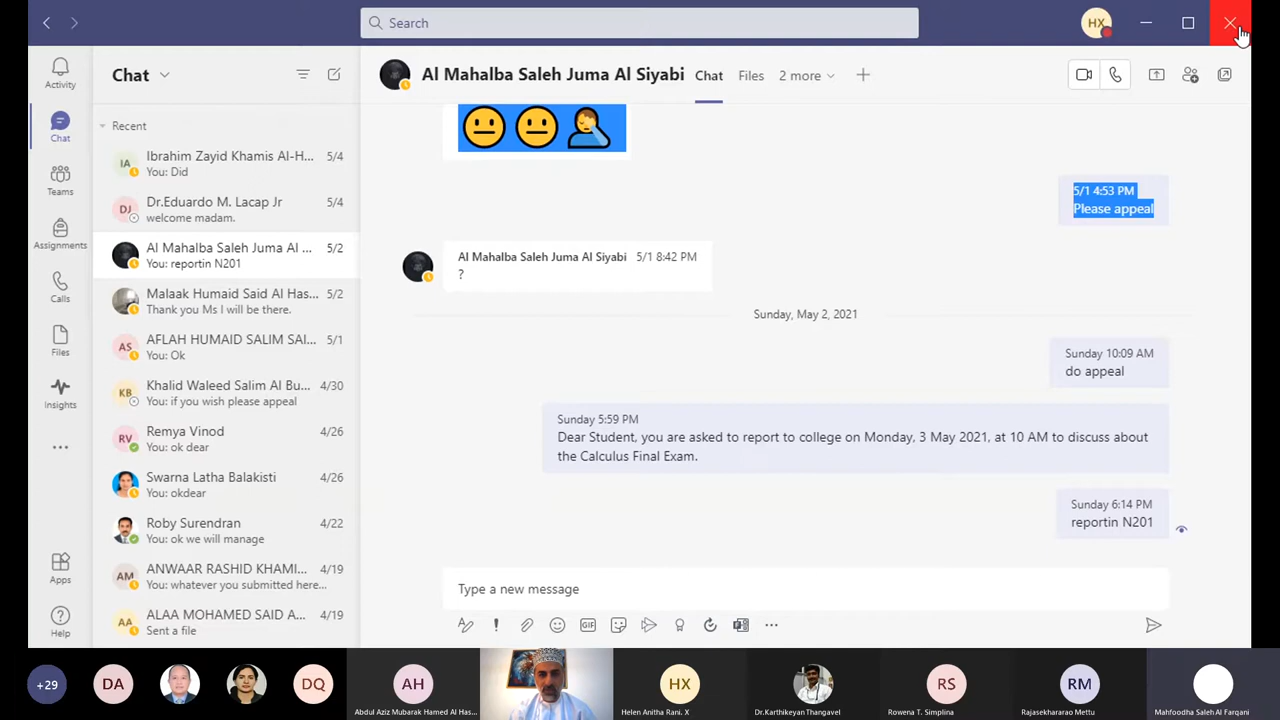 Search
HX
Activity
Chat
Teams
Assignments
Calls
Files
Insights
Apps
Help
Chat
Recent
IA
Ibrahim Zayid Khamis Al-H...
5/4
You: Did
DJ
Dr.Eduardo M. Lacap Jr
5/4
welcome madam.
Al Mahalba Saleh Juma Al ...
5/2
You: reportin N201
Malaak Humaid Said Al Has...
5/2
Thank you Ms I will be there.
AS
AFLAH HUMAID SALIM SAI...
5/1
You: Ok
KB
Khalid Waleed Salim Al Bu...
4/30
You: if you wish please appeal
RV
Remya Vinod
4/26
You: ok dear
Swarna Latha Balakisti
4/26
You: okdear
Roby Surendran
4/22
You: ok we will manage
AM
ANWAAR RASHID KHAMI...
4/19
You: whatever you submitted here...
AA
ALAA MOHAMED SAID A...
4/19
Sent a file
Al Mahalba Saleh Juma Al Siyabi
Chat
Files
2 more
5/1 4:53 PM
Please appeal
Al Mahalba Saleh Juma Al Siyabi 5/1 8:42 PM
?
Sunday, May 2, 2021
Sunday 10:09 AM
do appeal
Sunday 5:59 PM
Dear Student, you are asked to report to college on Monday, 3 May 2021, at 10 AM to discuss about
the Calculus Final Exam.
Sunday 6:14 PM
reportin N201
Type a new message
GIF
+29
DA
DQ
AH
Abdul Aziz Mubarak Hamed Al Has...
HX
Helen Anitha Rani. X
Dr.Karthikeyan Thangavel
RS
Rowena T. Simplina
RM
Rajasekhararao Mettu
Mahfoodha Saleh Al Farqani